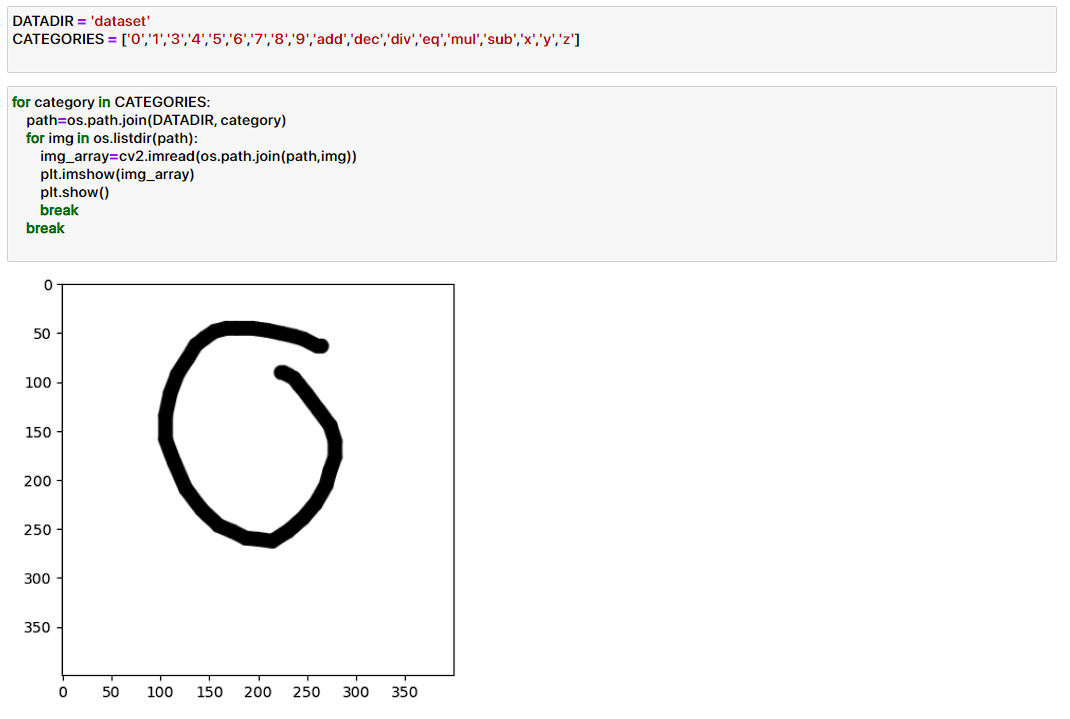 DATADIR = 'dataset'
CATEGORIES = ['0','1','3','4','5','6','7','8','9','add','dec','div','eq','mul','sub','x','y','z']
for category in CATEGORIES:
    path=os.path.join(DATADIR, category)
    for img in os.listdir(path):
        img_array=cv2.imread(os.path.join(path,img))
        plt.imshow(img_array)
        plt.show()
        break
    break
0
50
100
150
200
250
300
350
0 50 100 150 200 250 300 350